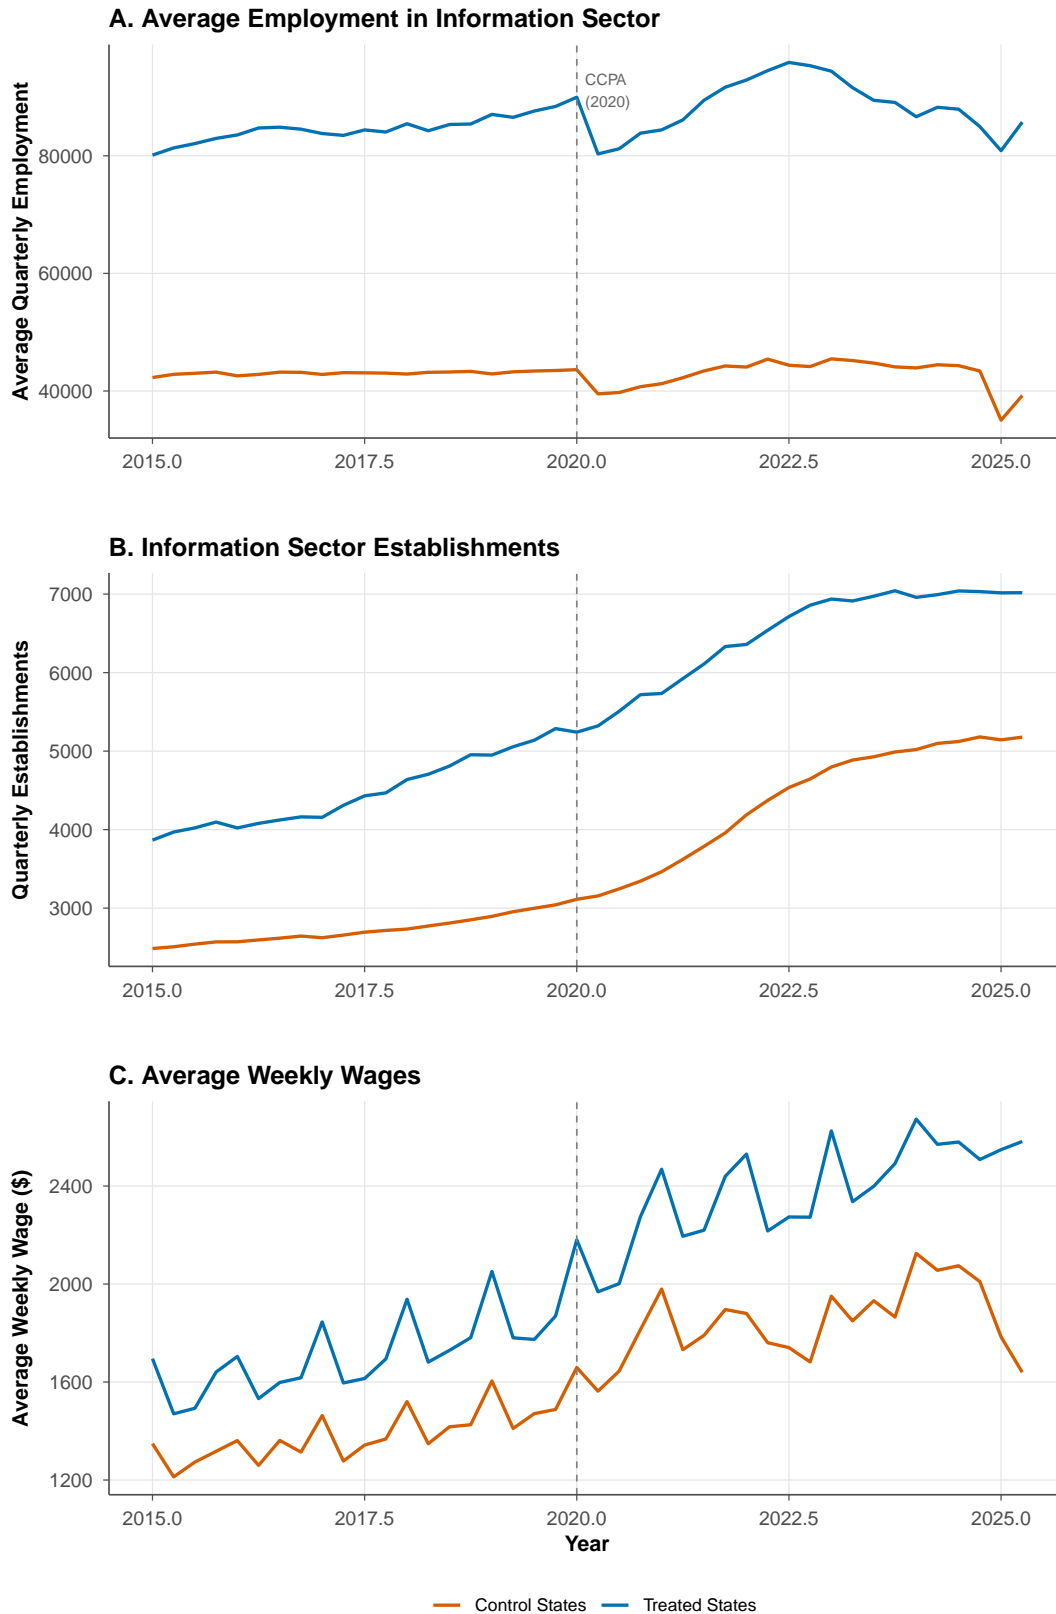 A. Average Employment in Information Sector
Average Quarterly Employment
80000
60000
40000
CCPA
(2020)
2015.0 2017.5 2020.0 2022.5 2025.0
B. Information Sector Establishments
Quarterly Establishments
7000
6000
5000
4000
3000
2015.0 2017.5 2020.0 2022.5 2025.0
C. Average Weekly Wages
Average Weekly Wage ($)
2400
2000
1600
1200
2015.0 2017.5 2020.0 2022.5 2025.0
Year
Control States Treated States